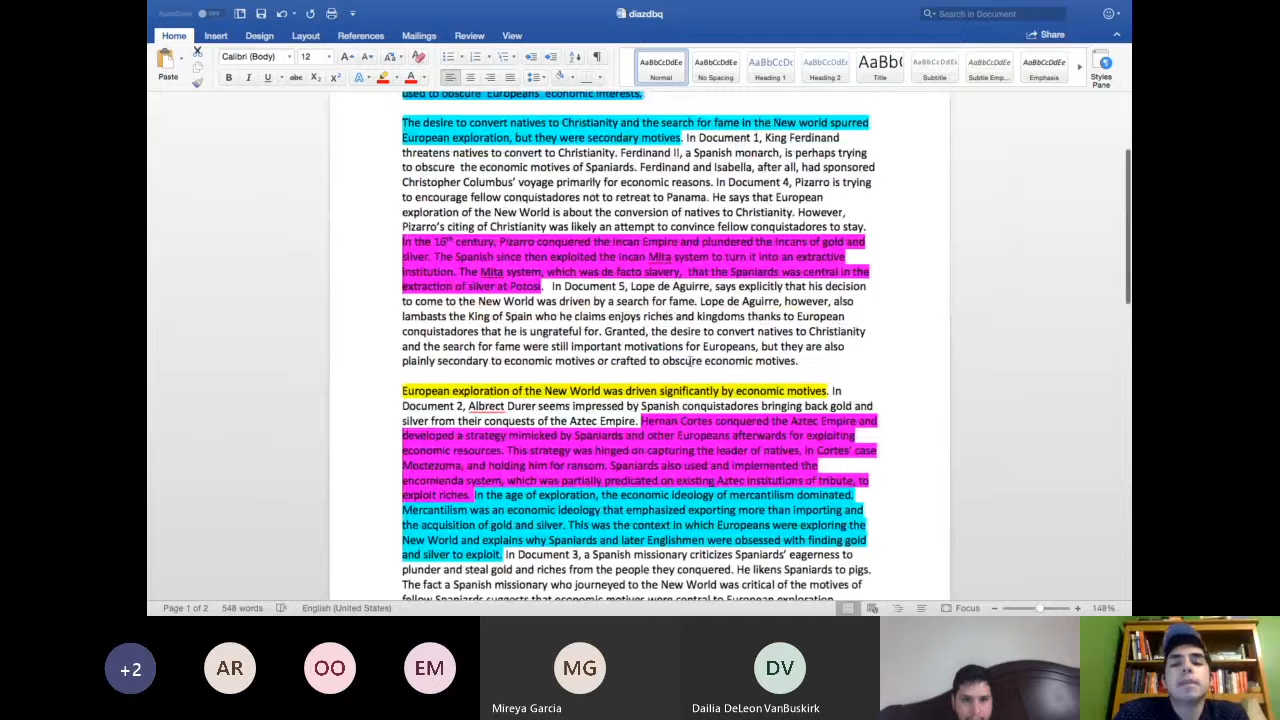 AutoSave OFF
diazdbq
Search in Document
Home Insert Design Layout References Mailings Review View
Share
Paste
Calibri (Body) 12
AaBbCcDdEe AaBbCcDdEe AaBbCcDc AaBbCcDdEe AaBbC AaBbCcDdEe AaBbCcDdEe AaBbCcDdEe
Normal No Spacing Heading 1 Heading 2 Title Subtitle Subtle Emp... Emphasis
Styles
Pane
used to obscure Europeans' economic interests.
The desire to convert natives to Christianity and the search for fame in the New world spurred
European exploration, but they were secondary motives. In Document 1, King Ferdinand
threatens natives to convert to Christianity. Ferdinand II, a Spanish monarch, is perhaps trying
to obscure the economic motives of Spaniards. Ferdinand and Isabella, after all, had sponsored
Christopher Columbus' voyage primarily for economic reasons. In Document 4, Pizarro is trying
to encourage fellow conquistadores not to retreat to Panama. He says that European
exploration of the New World is about the conversion of natives to Christianity. However,
Pizarro's citing of Christianity was likely an attempt to convince fellow conquistadores to stay.
In the 16th century, Pizarro conquered the Incan Empire and plundered the Incans of gold and
silver. The Spanish since then exploited the Incan Mita system to turn it into an extractive
institution. The Mita system, which was de facto slavery, that the Spaniards was central in the
extraction of silver at Potosi. In Document 5, Lope de Aguirre, says explicitly that his decision
to come to the New World was driven by a search for fame. Lope de Aguirre, however, also
lambasts the King of Spain who he claims enjoys riches and kingdoms thanks to European
conquistadores that he is ungrateful for. Granted, the desire to convert natives to Christianity
and the search for fame were still important motivations for Europeans, but they are also
plainly secondary to economic motives or crafted to obscure economic motives.
European exploration of the New World was driven significantly by economic motives. In
Document 2, Albrect Durer seems impressed by Spanish conquistadores bringing back gold and
silver from their conquests of the Aztec Empire. Hernan Cortes conquered the Aztec Empire and
developed a strategy mimicked by Spaniards and other Europeans afterwards for exploiting
economic resources. This strategy was hinged on capturing the leader of natives, in Cortes' case
Moctezuma, and holding him for ransom. Spaniards also used and implemented the
encomienda system, which was partially predicated on existing Aztec institutions of tribute, to
exploit riches. In the age of exploration, the economic ideology of mercantilism dominated.
Mercantilism was an economic ideology that emphasized exporting more than importing and
the acquisition of gold and silver. This was the context in which Europeans were exploring the
New World and explains why Spaniards and later Englishmen were obsessed with finding gold
and silver to exploit. In Document 3, a Spanish missionary criticizes Spaniards' eagerness to
plunder and steal gold and riches from the people they conquered. He likens Spaniards to pigs.
The fact a Spanish missionary who journeyed to the New World was critical of the motives of
fellow Spaniards suggests that economic motives were central to European exploration.
Page 1 of 2 548 words English (United States) Focus 148%
+2 AR OO EM MG DV
Mireya Garcia Dailia DeLeon VanBuskirk